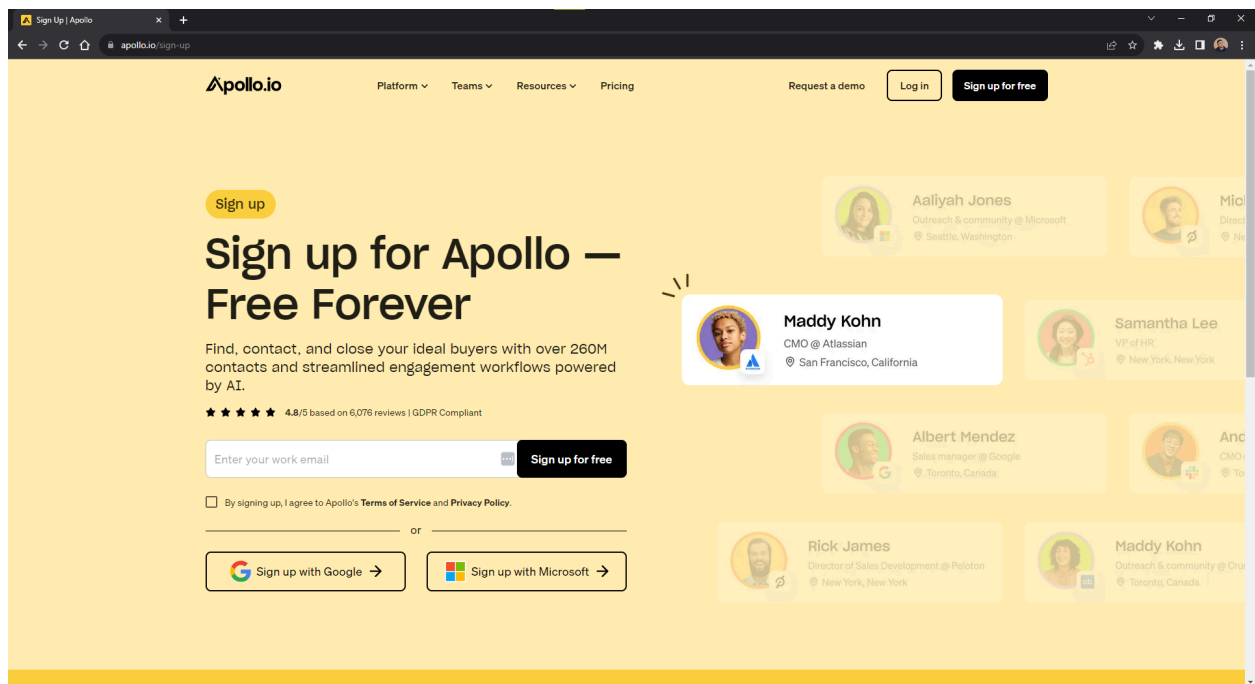 Sign Up | Apollo
apollo.io/sign-up
Apollo.io
Platform
Teams
Resources
Pricing
Request a demo
Log in
Sign up for free
Sign up
Sign up for Apollo —
Free Forever
Find, contact, and close your ideal buyers with over 260M
contacts and streamlined engagement workflows powered
by AI.
4.8/5 based on 6,076 reviews | GDPR Compliant
Enter your work email
Sign up for free
By signing up, I agree to Apollo's Terms of Service and Privacy Policy.
or
Sign up with Google →
Sign up with Microsoft →
Aaliyah Jones
Outreach & community @ Microsoft
Seattle, Washington
Maddy Kohn
CMO @ Atlassian
San Francisco, California
Samantha Lee
VP of HR
New York, New York
Albert Mendez
Sales manager @ Google
Toronto, Canada
CMO
Rick James
Director of Sales Development @ Peloton
New York, New York
Maddy Kohn
Outreach & community @
Toronto, Canada